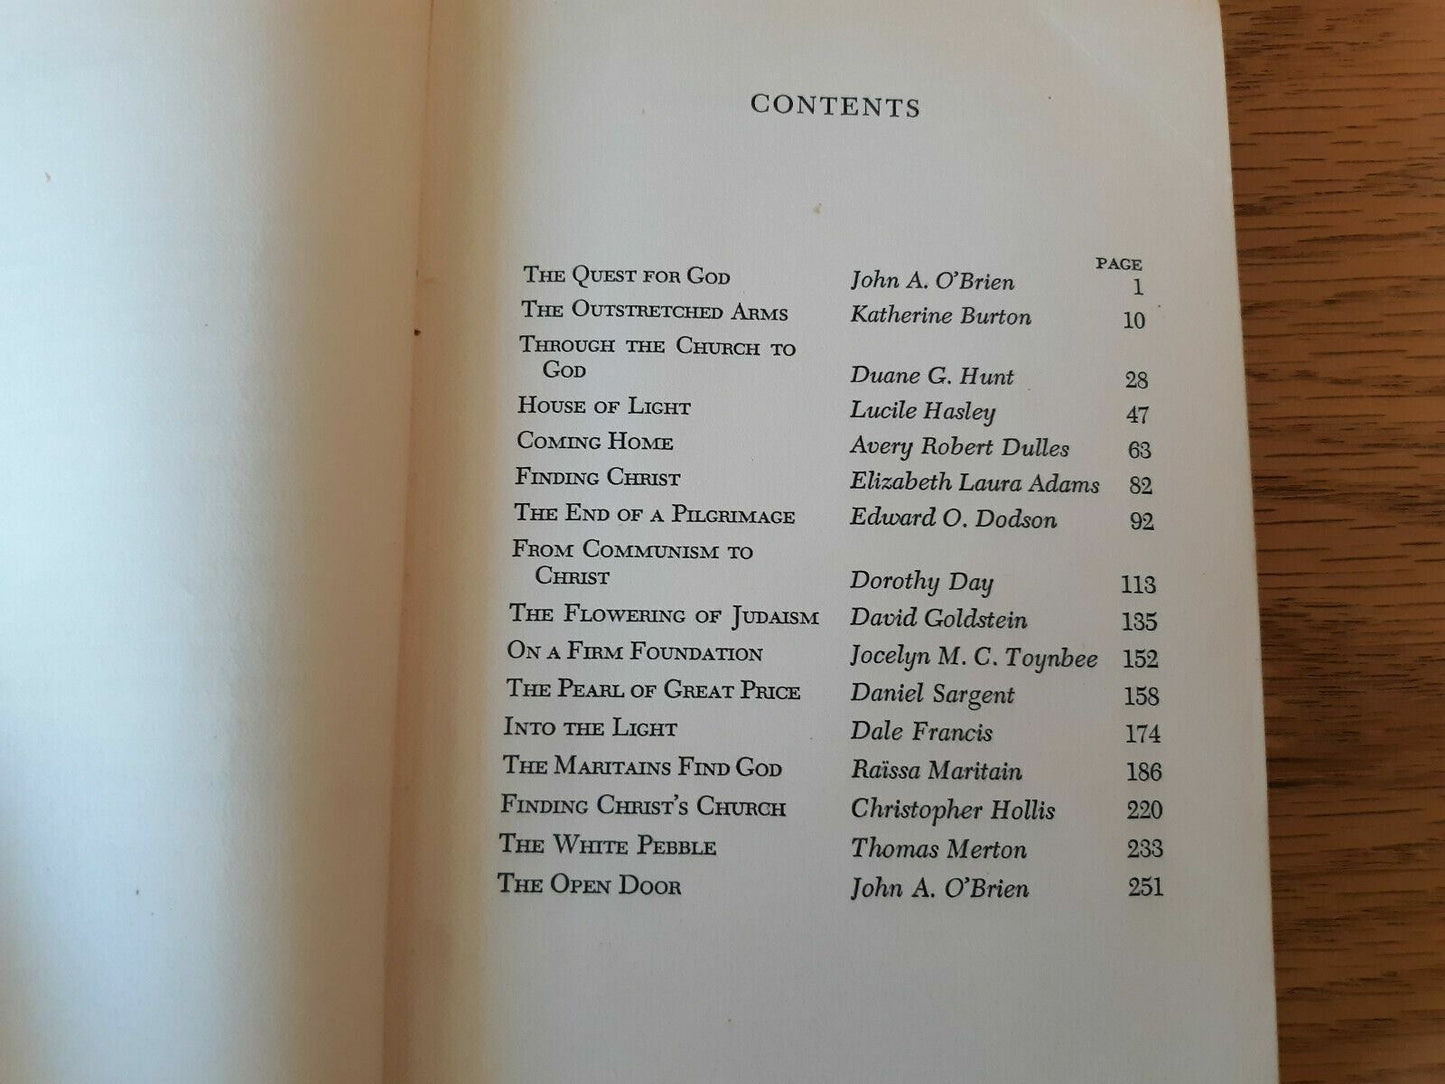 CONTENTS
PAGE
The Quest for God John A. O'Brien 1
The Outstretched Arms Katherine Burton 10
Through the Church to
God Duane G. Hunt 28
House of Light Lucile Hasley 47
Coming Home Avery Robert Dulles 63
Finding Christ Elizabeth Laura Adams 82
The End of a Pilgrimage Edward O. Dodson 92
From Communism to
Christ Dorothy Day 113
The Flowering of Judaism David Goldstein 135
On a Firm Foundation Jocelyn M. C. Toynbee 152
The Pearl of Great Price Daniel Sargent 158
Into the Light Dale Francis 174
The Maritains Find God Raïssa Maritain 186
Finding Christ's Church Christopher Hollis 220
The White Pebble Thomas Merton 233
The Open Door John A. O'Brien 251